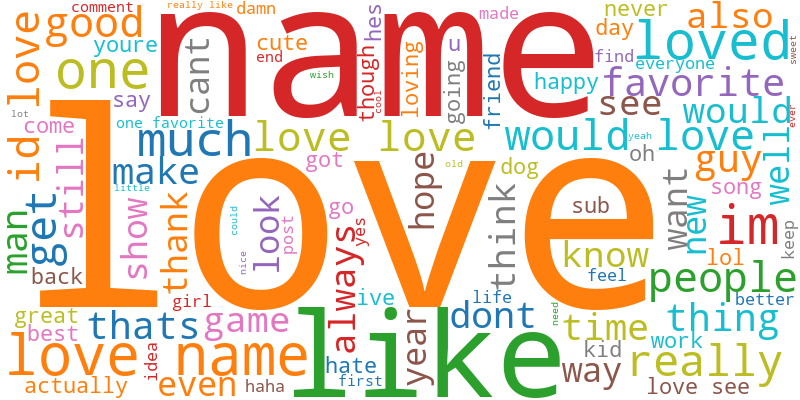 comment
really like
damn
name
hes
u
made
never
also
good
youre
cute
end
day
loved
everyone
sweet
love
one
cant
wish
though
cool
loving
going
friend
find
happy
favorite
lot
come
say
one favorite
much
love love
would love
yeah
see
would
ever
id
still
make
got
old
dog
oh
guy
well
little
love
hope
think
sub
want
new
song
man
get
show
thank
could
look
post
go
yes
always
im
back
nice
girl
know
feel
lol
people
keep
great
best
thats
game
ive
life
year
dont
need
time
thing
better
love name
idea
like
hate
first
kid
work
way
really
actually
even
haha
love see